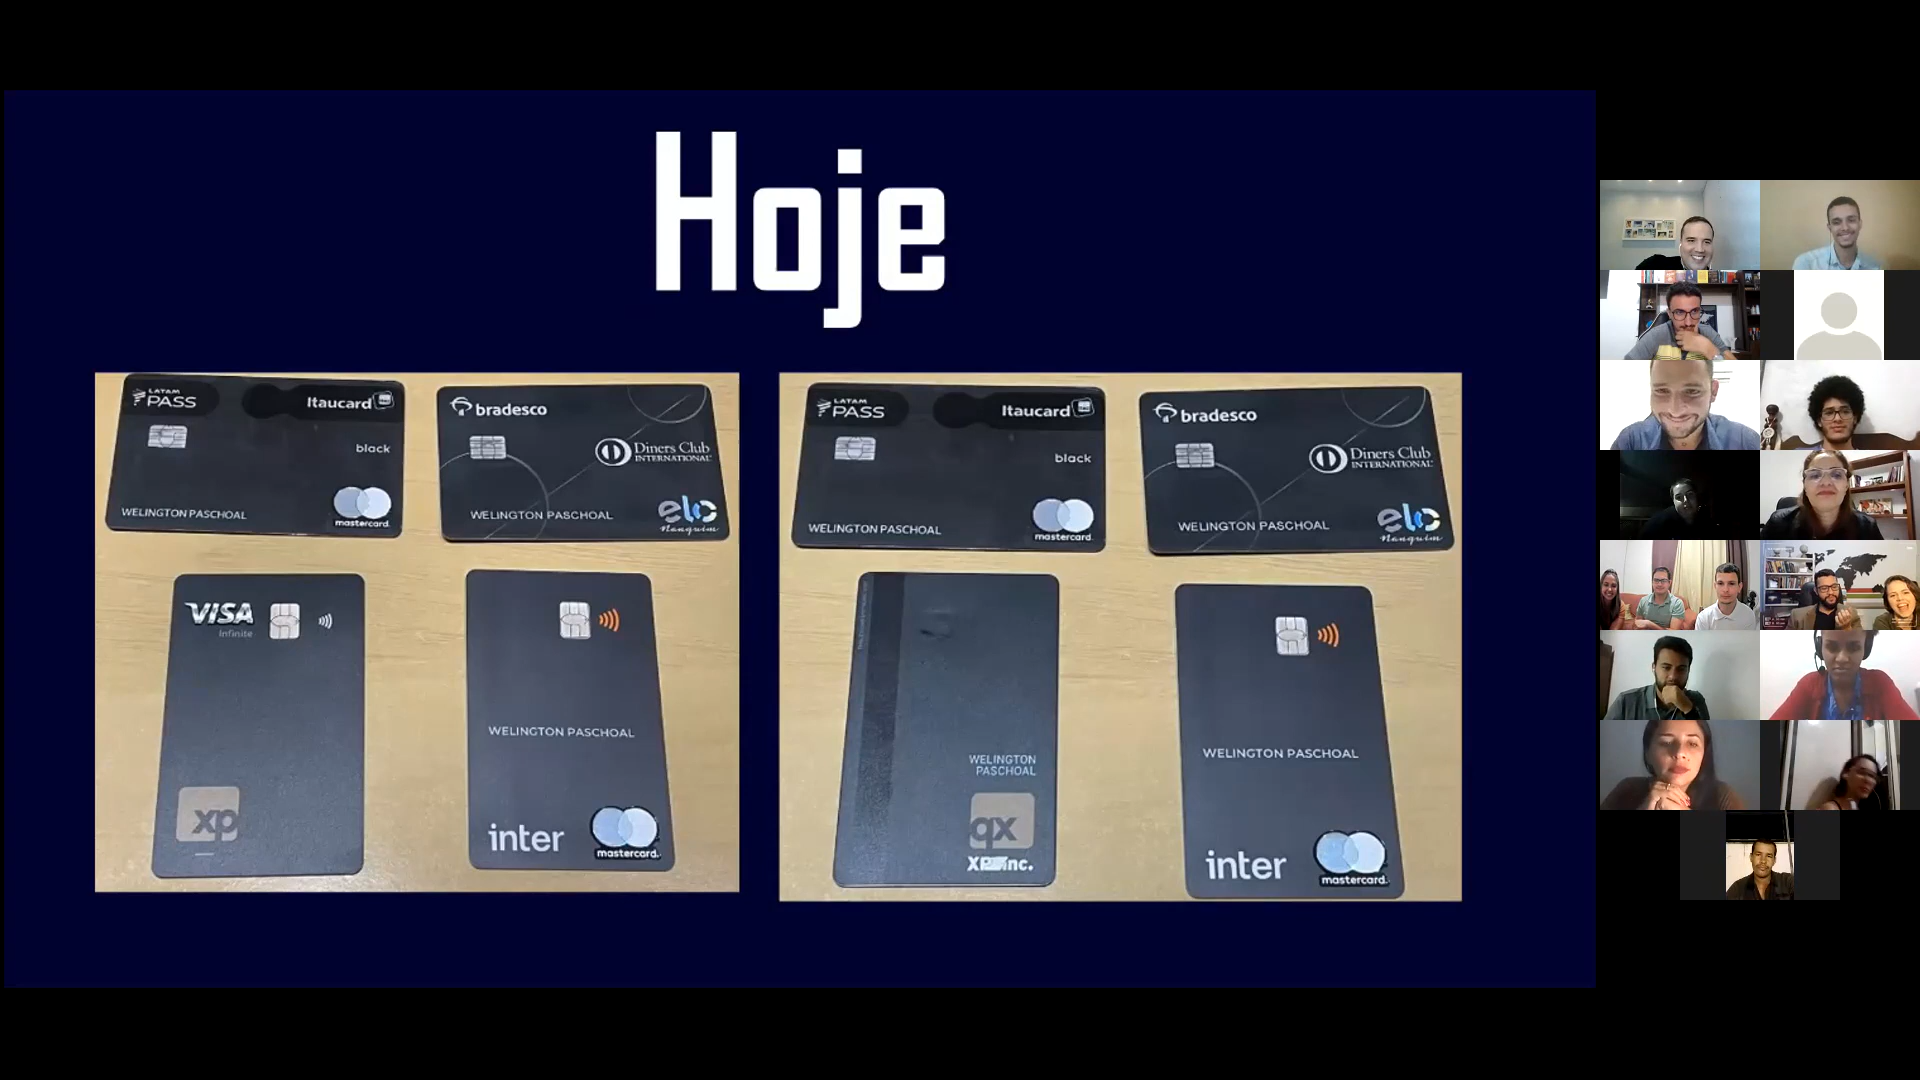 Hoje
LATAM
PASS
Itaucard
black
WELINGTON PASCHOAL
mastercard.
bradesco
Diners Club
INTERNATIONAL
WELINGTON PASCHOAL
elo
Nanquim
VISA
Infinite
xp
WELINGTON PASCHOAL
inter
mastercard.
LATAM
PASS
Itaucard
black
WELINGTON PASCHOAL
mastercard.
bradesco
Diners Club
INTERNATIONAL
WELINGTON PASCHOAL
elo
Nanquim
WELINGTON
PASCHOAL
WELINGTON PASCHOAL
inter
mastercard.